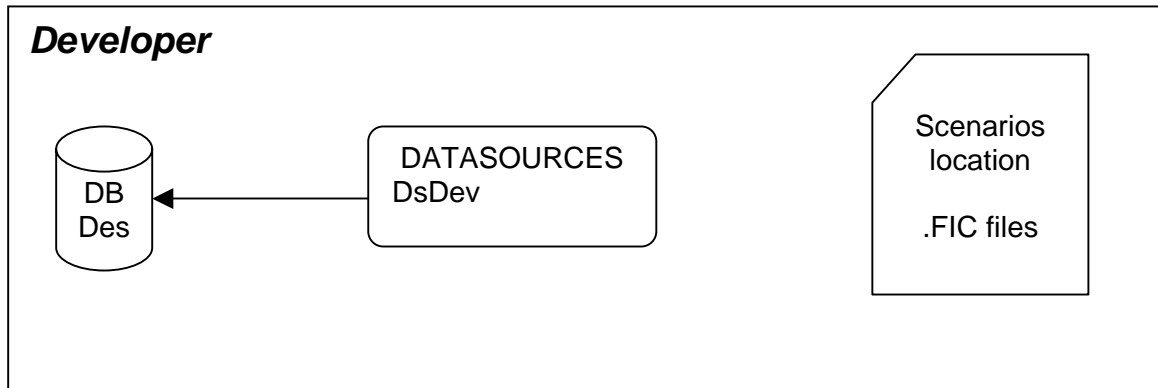 Developer
DB
Des
DATASOURCES
DsDev
Scenarios
location
.FIC files